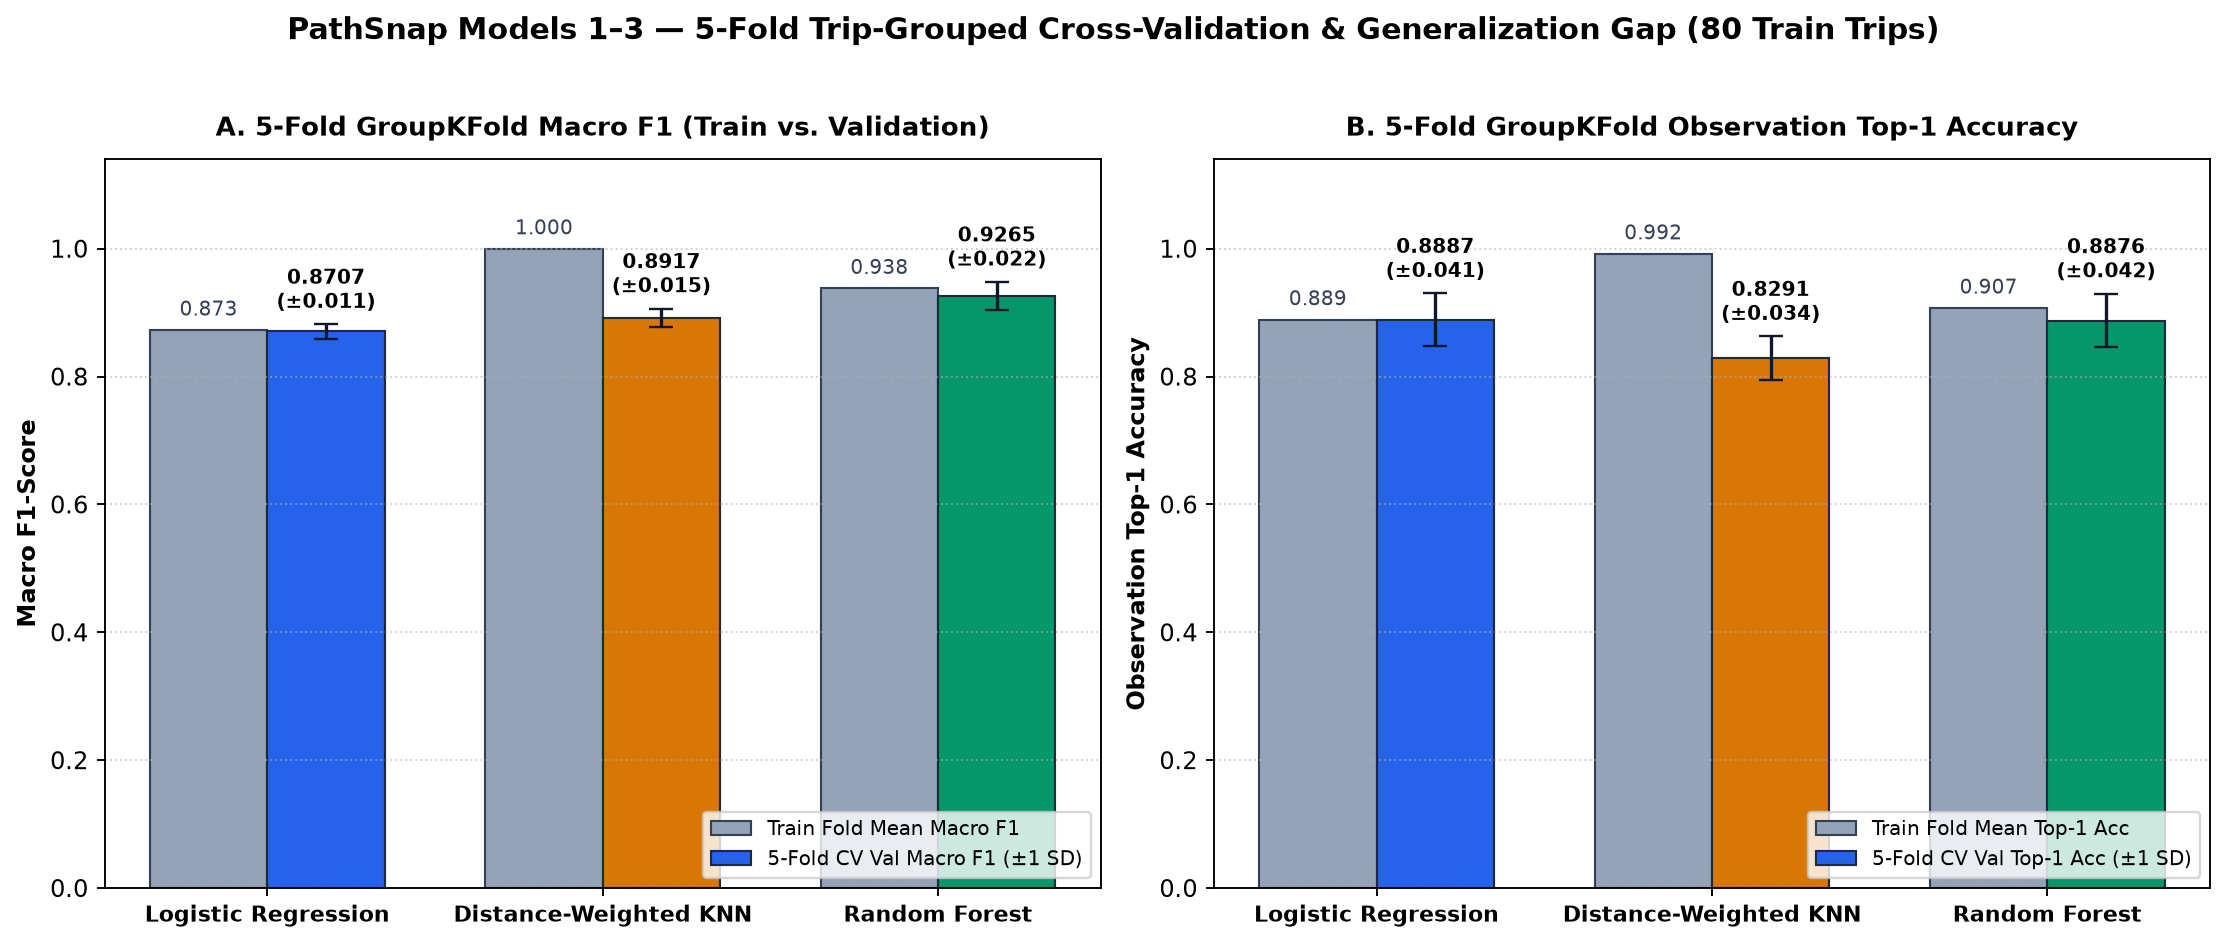 PathSnap Models 1–3 — 5-Fold Trip-Grouped Cross-Validation & Generalization Gap (80 Train Trips)
A. 5-Fold GroupKFold Macro F1 (Train vs. Validation)
Macro F1-Score
1.0
0.8
0.6
0.4
0.2
0.0
0.873
0.8707
(±0.011)
1.000
0.8917
(±0.015)
0.938
0.9265
(±0.022)
Train Fold Mean Macro F1
5-Fold CV Val Macro F1 (±1 SD)
Logistic Regression
Distance-Weighted KNN
Random Forest
B. 5-Fold GroupKFold Observation Top-1 Accuracy
Observation Top-1 Accuracy
1.0
0.8
0.6
0.4
0.2
0.0
0.889
0.8887
(±0.041)
0.992
0.8291
(±0.034)
0.907
0.8876
(±0.042)
Train Fold Mean Top-1 Acc
5-Fold CV Val Top-1 Acc (±1 SD)
Logistic Regression
Distance-Weighted KNN
Random Forest